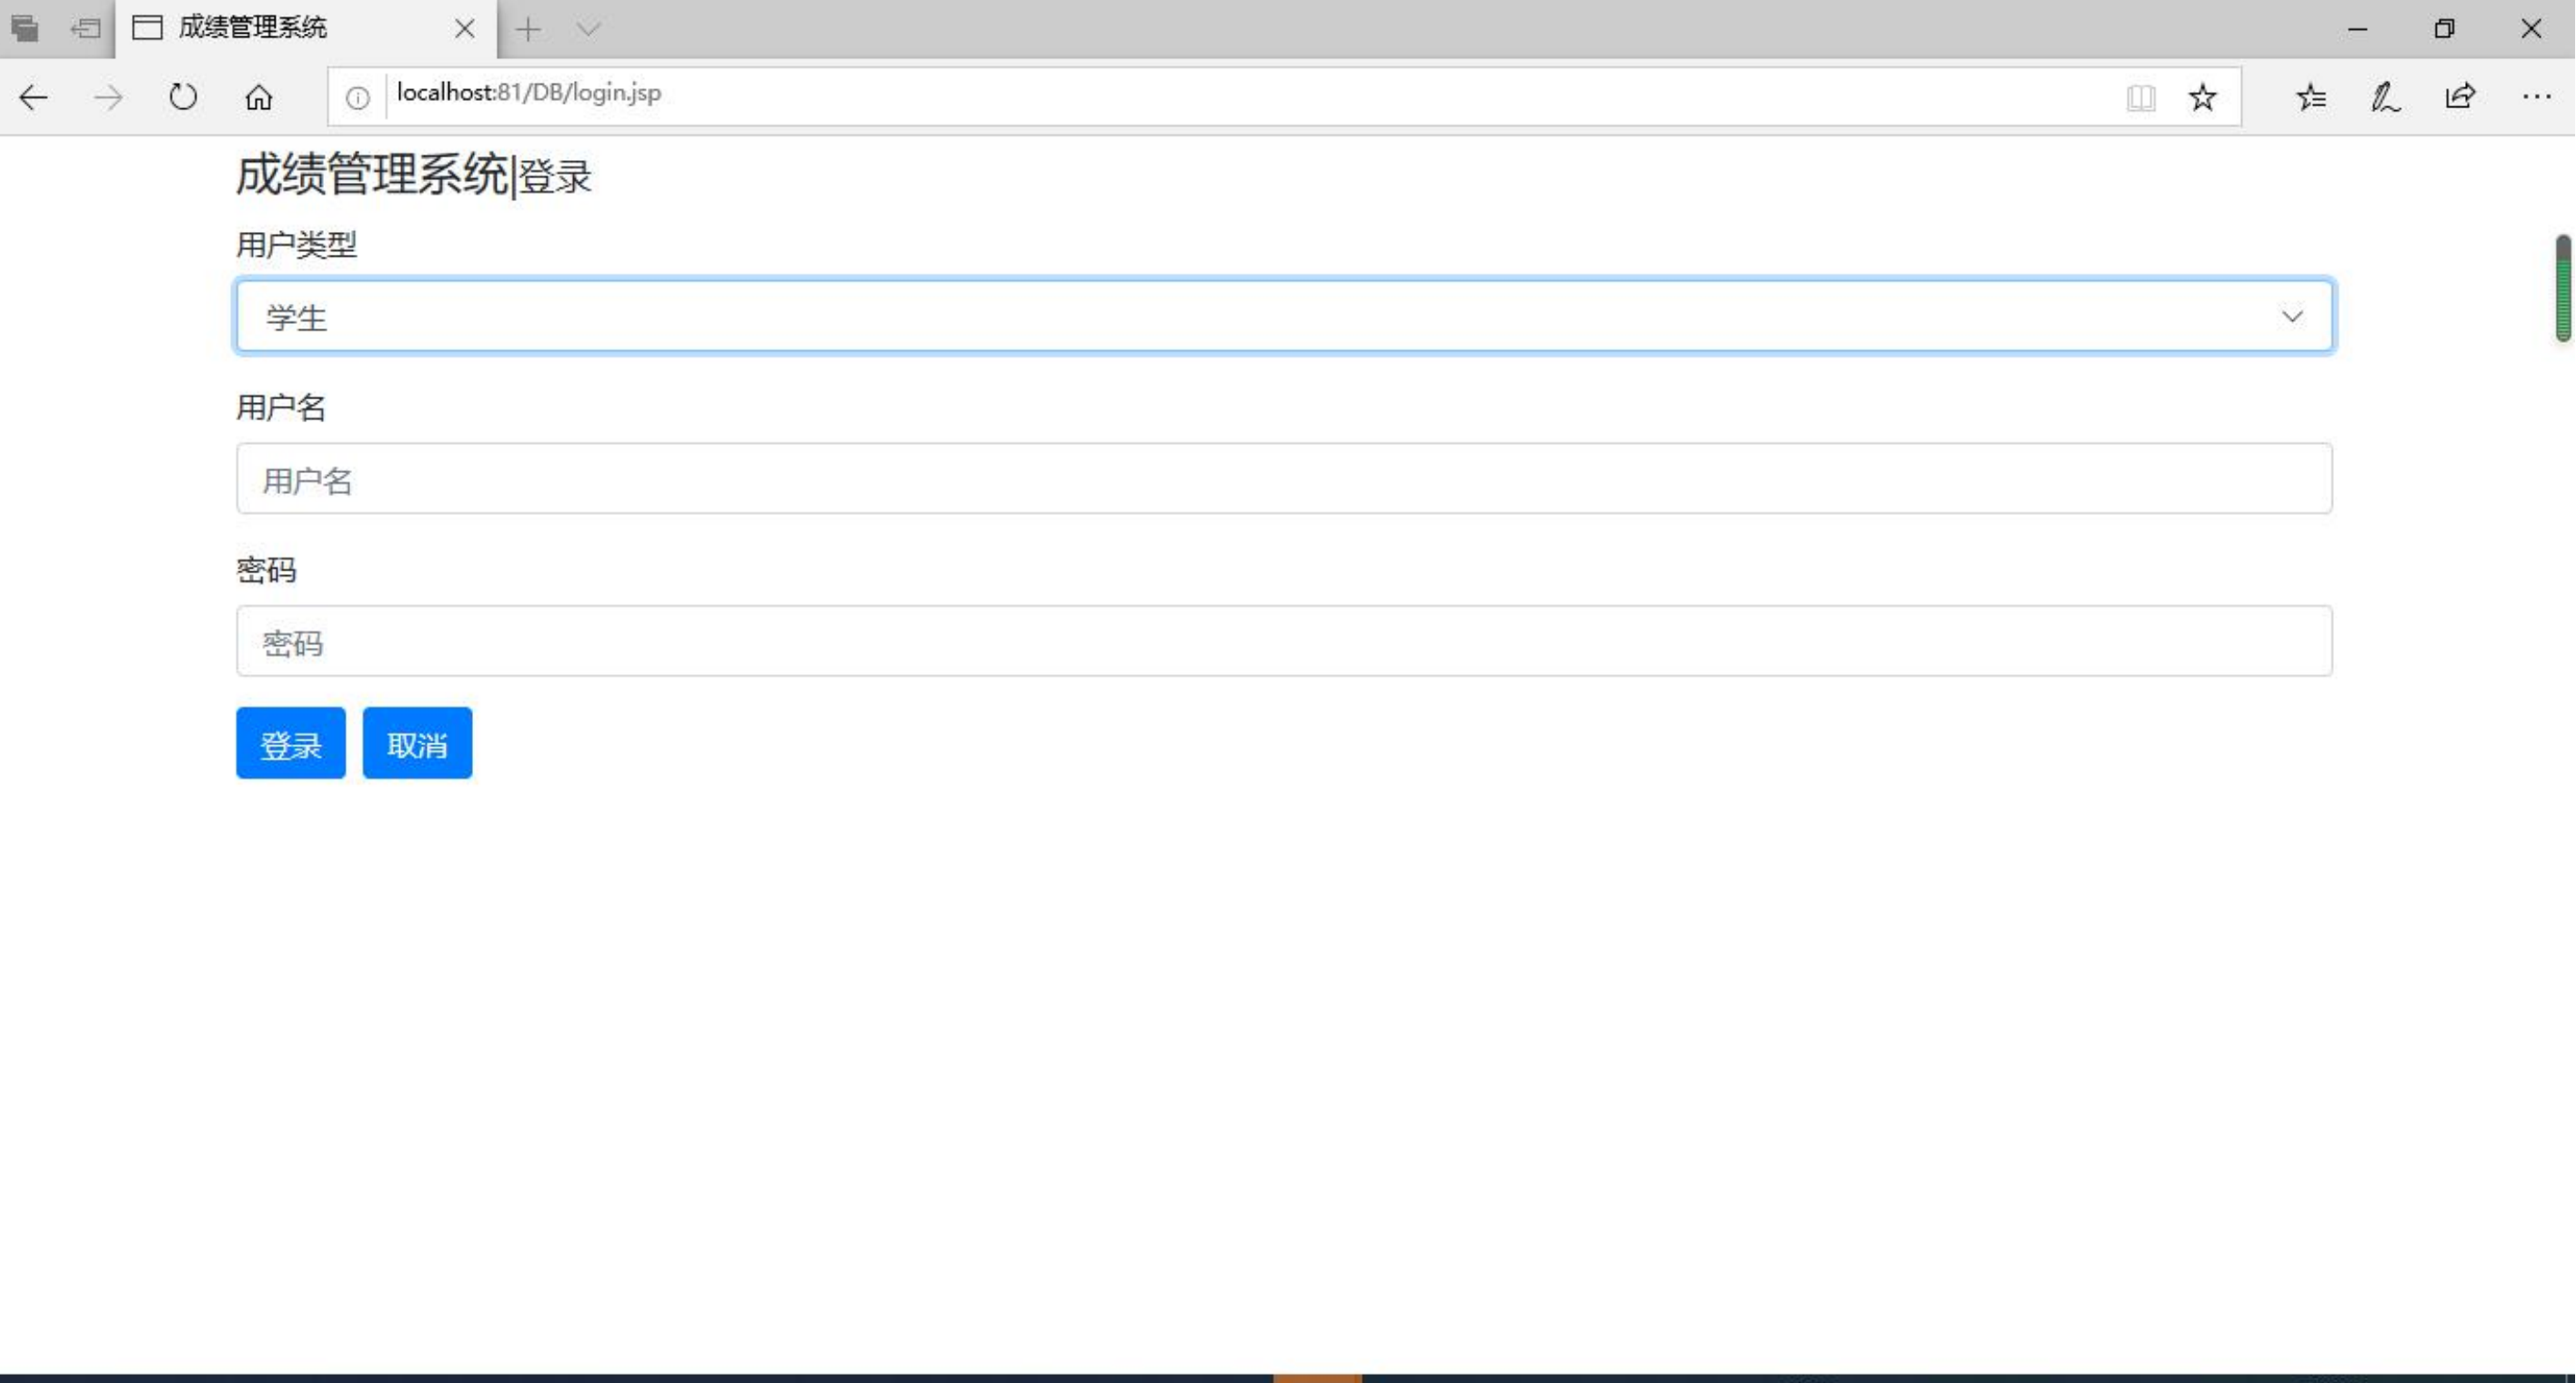 成绩管理系统
localhost:81/DB/login.jsp
成绩管理系统|登录
用户类型
学生
用户名
用户名
密码
密码
登录 取消